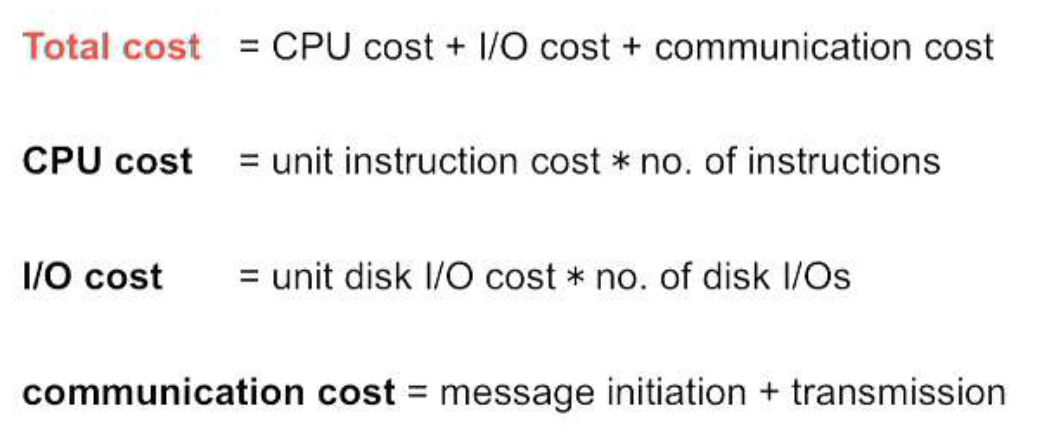 Total cost = CPU cost + I/O cost + communication cost
CPU cost = unit instruction cost * no. of instructions
I/O cost = unit disk I/O cost * no. of disk I/Os
communication cost = message initiation + transmission